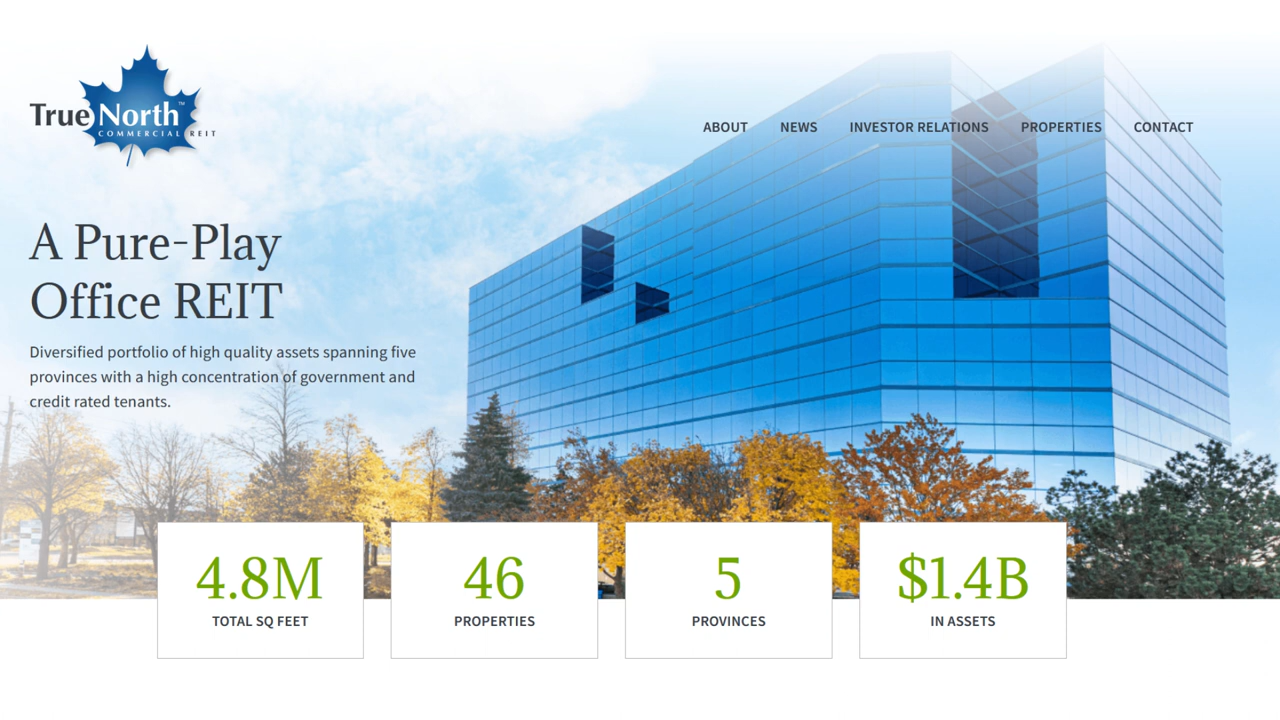 True North™
COMMERCIAL REIT
ABOUT NEWS INVESTOR RELATIONS PROPERTIES CONTACT
A Pure-Play
Office REIT
Diversified portfolio of high quality assets spanning five
provinces with a high concentration of government and
credit rated tenants.
4.8M 46 5 $1.4B
TOTAL SQ FEET PROPERTIES PROVINCES IN ASSETS